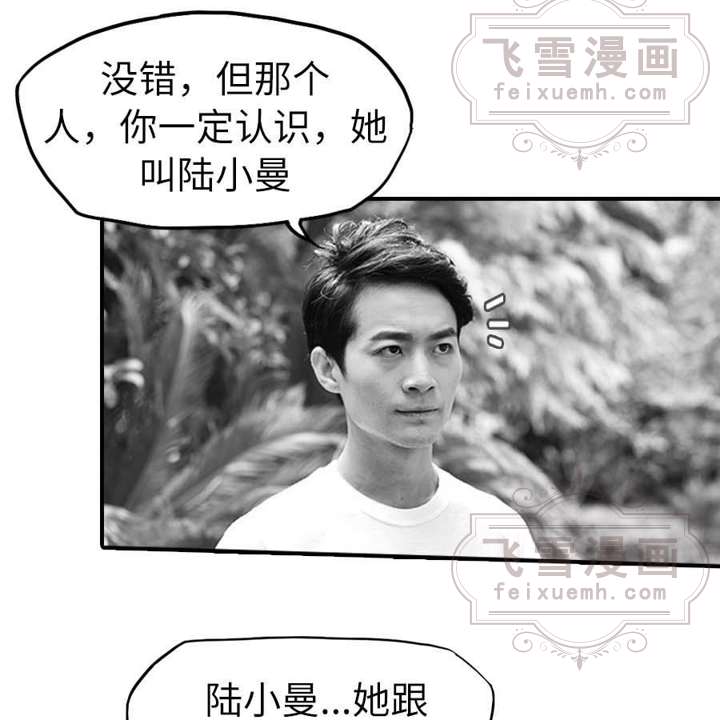 飞雪漫画
feixuemh.com
没错，但那个
人，你一定认识，她
叫陆小曼
飞雪漫画
feixuemh.com
陆小曼...她跟